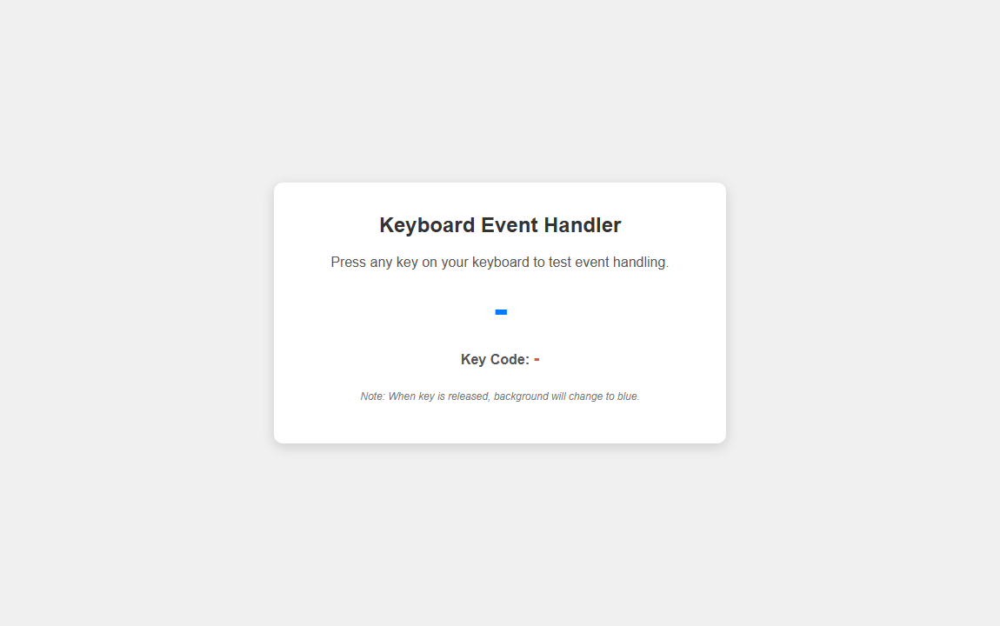 Keyboard Event Handler
Press any key on your keyboard to test event handling.
-
Key Code: -
Note: When key is released, background will change to blue.